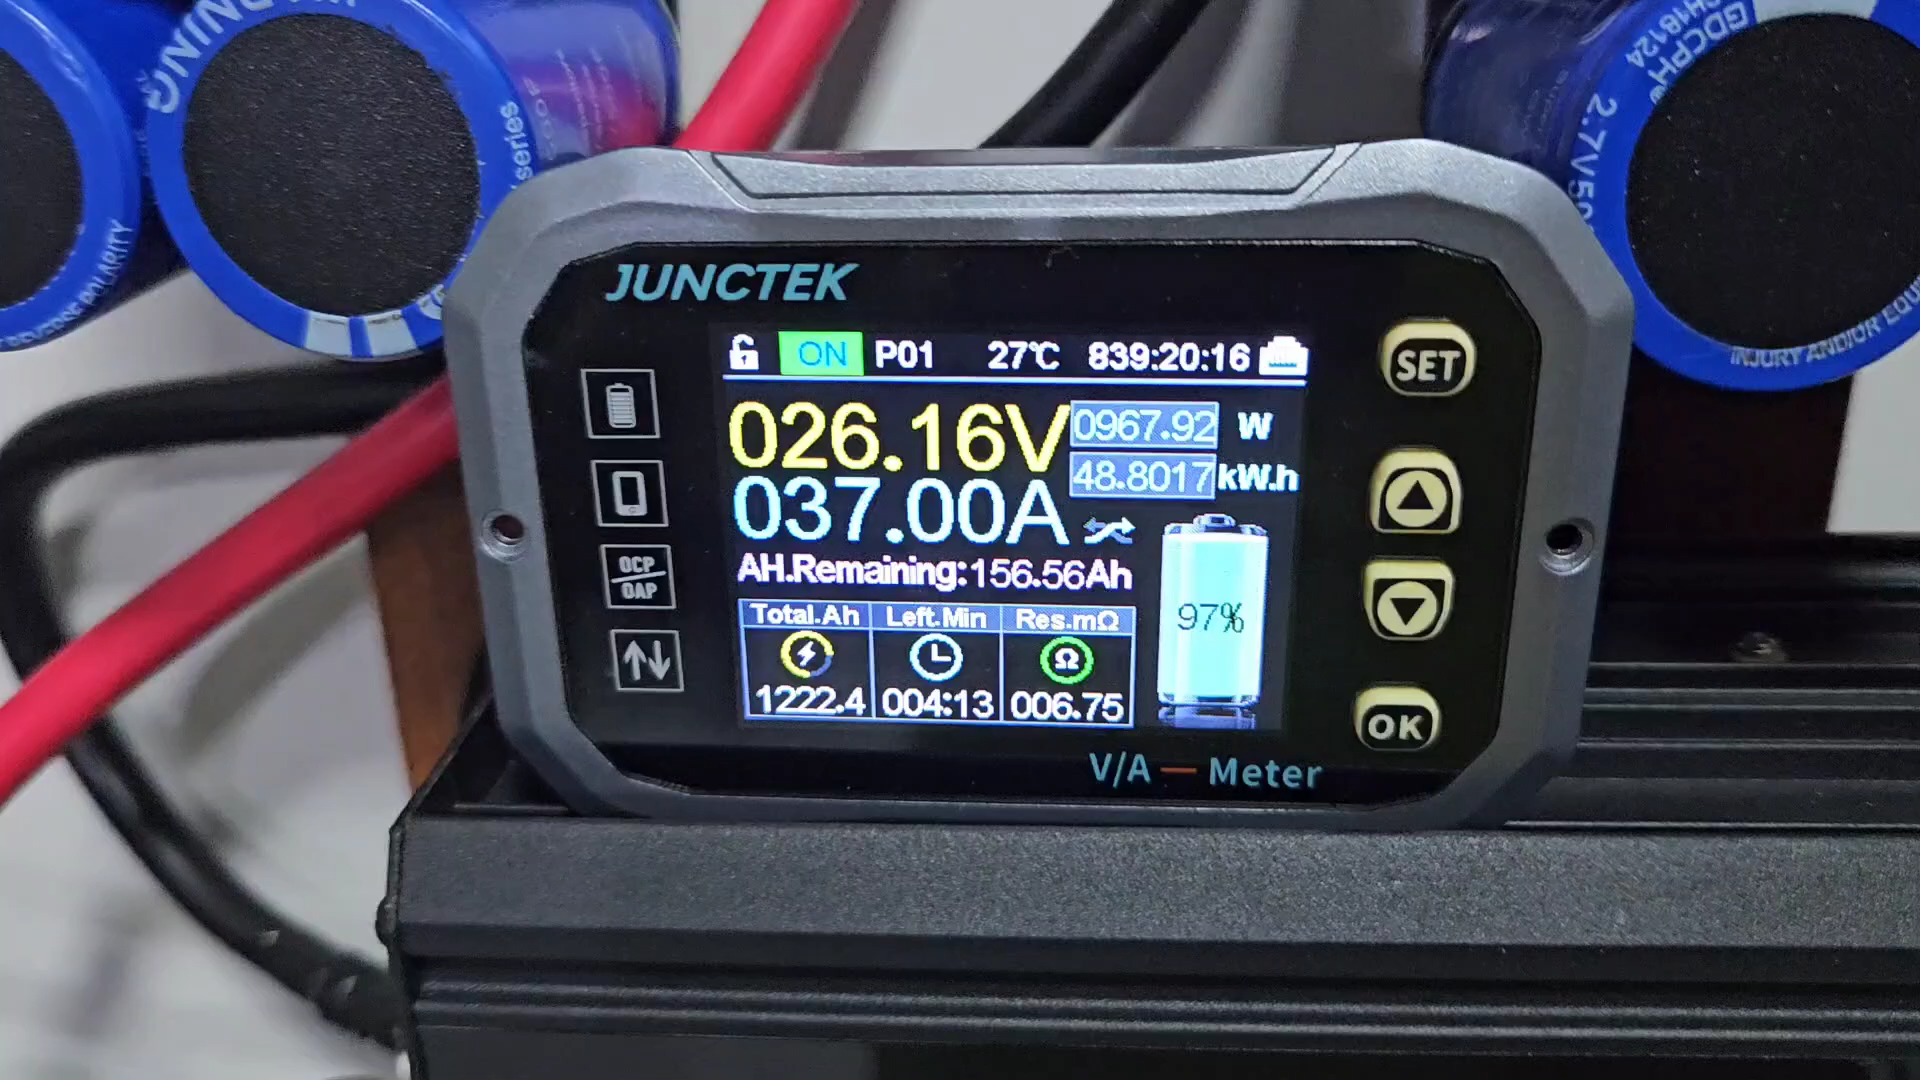 JUNCTEK
ON P01 27℃ 839:20:16
026.16V 0967.92 W
48.8017 kW.h
037.00A
AH.Remaining:156.56Ah
97%
Total.Ah Left.Min Res.mΩ
Ω
1222.4 004:13 006.75
V/A — Meter
OCP
OAP
SET
OK
series
POLARITY
GDCPH
2.7V
INJURY AND/OR